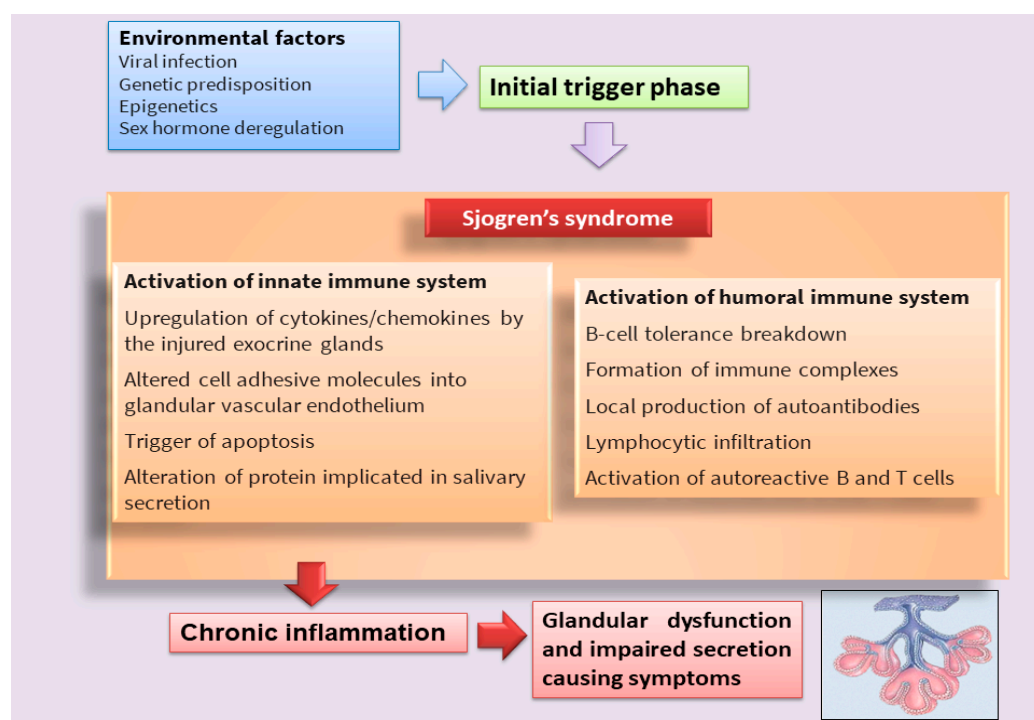 Environmental factors
Viral infection
Genetic predisposition
Epigenetics
Sex hormone deregulation
Initial trigger phase
Sjogren’s syndrome
Activation of innate immune system
Upregulation of cytokines/chemokines by
the injured exocrine glands
Altered cell adhesive molecules into
glandular vascular endothelium
Trigger of apoptosis
Alteration of protein implicated in salivary
secretion
Activation of humoral immune system
B-cell tolerance breakdown
Formation of immune complexes
Local production of autoantibodies
Lymphocytic infiltration
Activation of autoreactive B and T cells
Chronic inflammation
Glandular dysfunction
and impaired secretion
causing symptoms